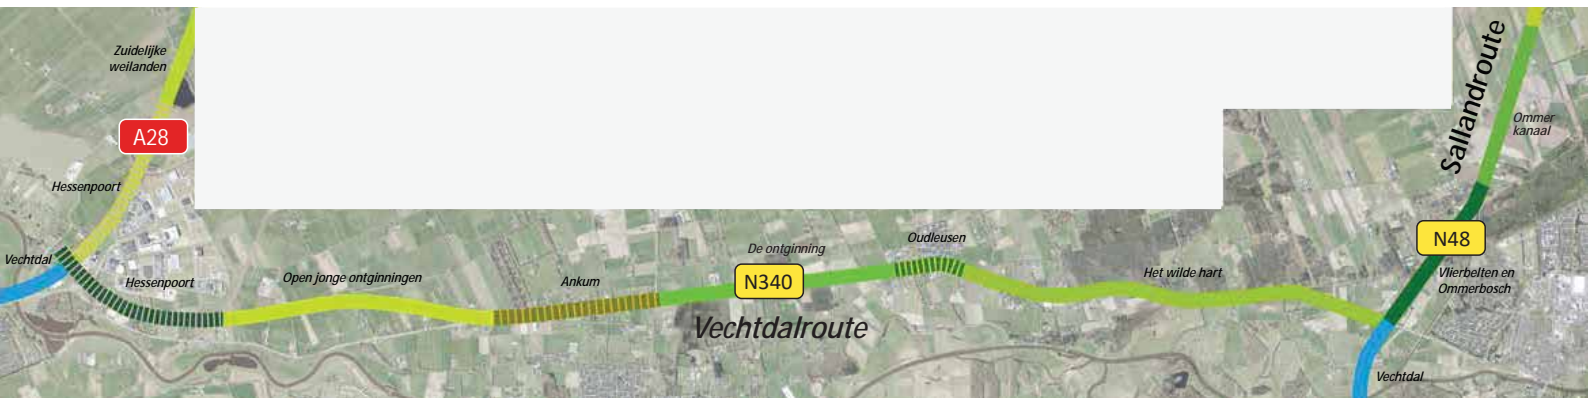 Zuidelijke
weilanden
A28
Hessenpoort
Vechtdal
Hessenpoort
Open jonge ontginningen
Ankum
De ontginning
N340
Vechtdalroute
Oudleusen
Het wilde hart
Sallandroute
Ommer
kanaal
N48
Vlierbelten en
Ommerbosch
Vechtdal